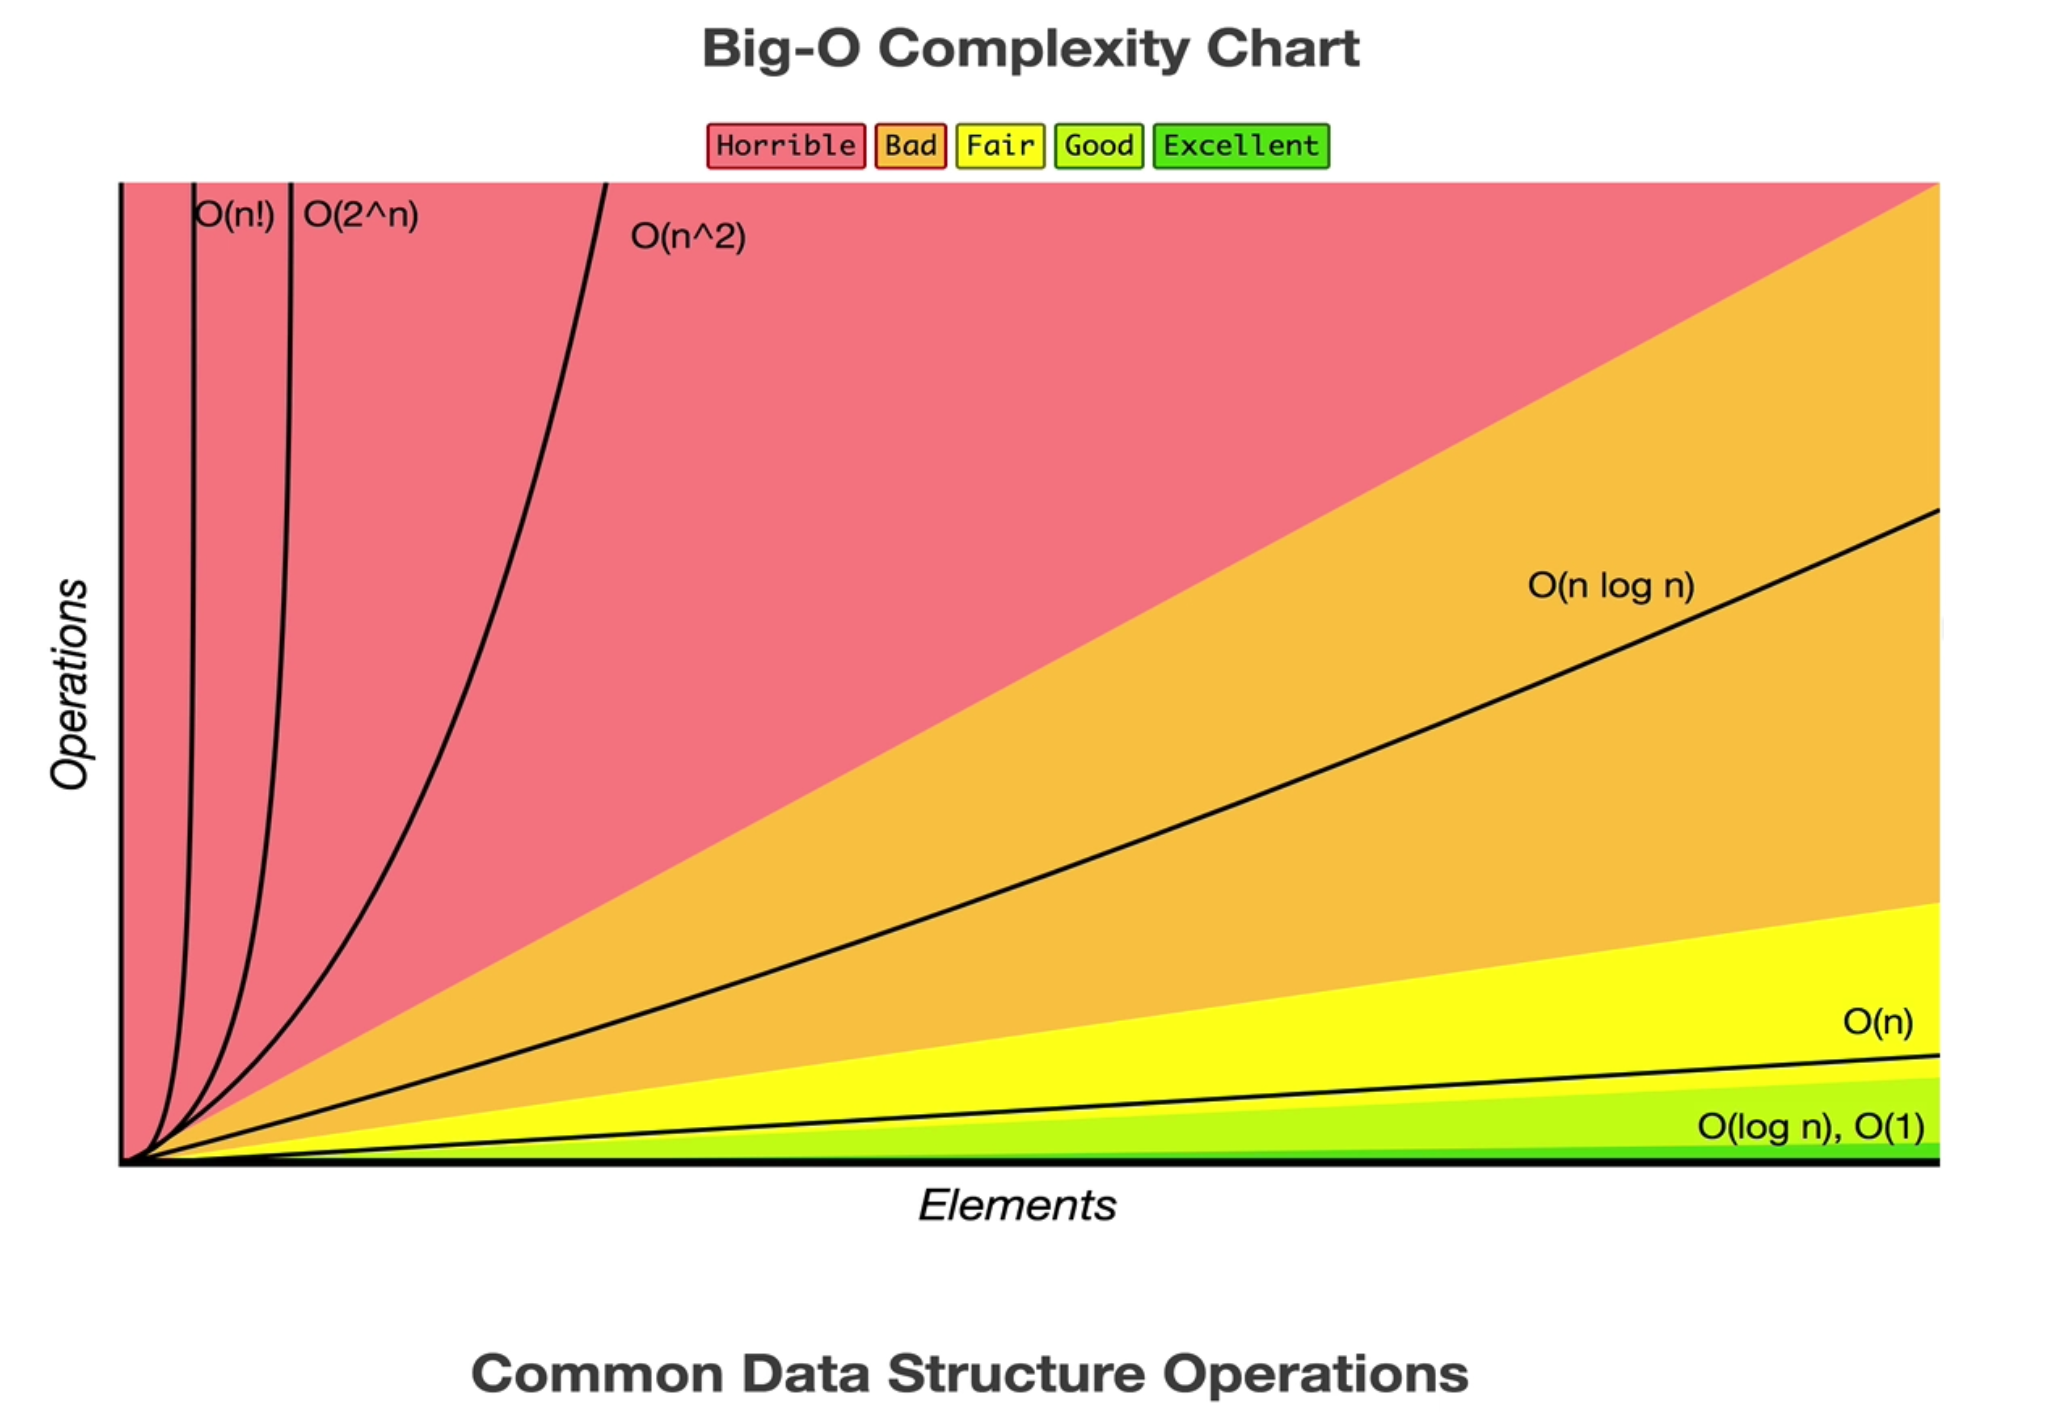 Big-O Complexity Chart
Horrible Bad Fair Good Excellent
O(n!) O(2^n)
O(n^2)
O(n log n)
O(n)
O(log n), O(1)
Operations
Elements
Common Data Structure Operations